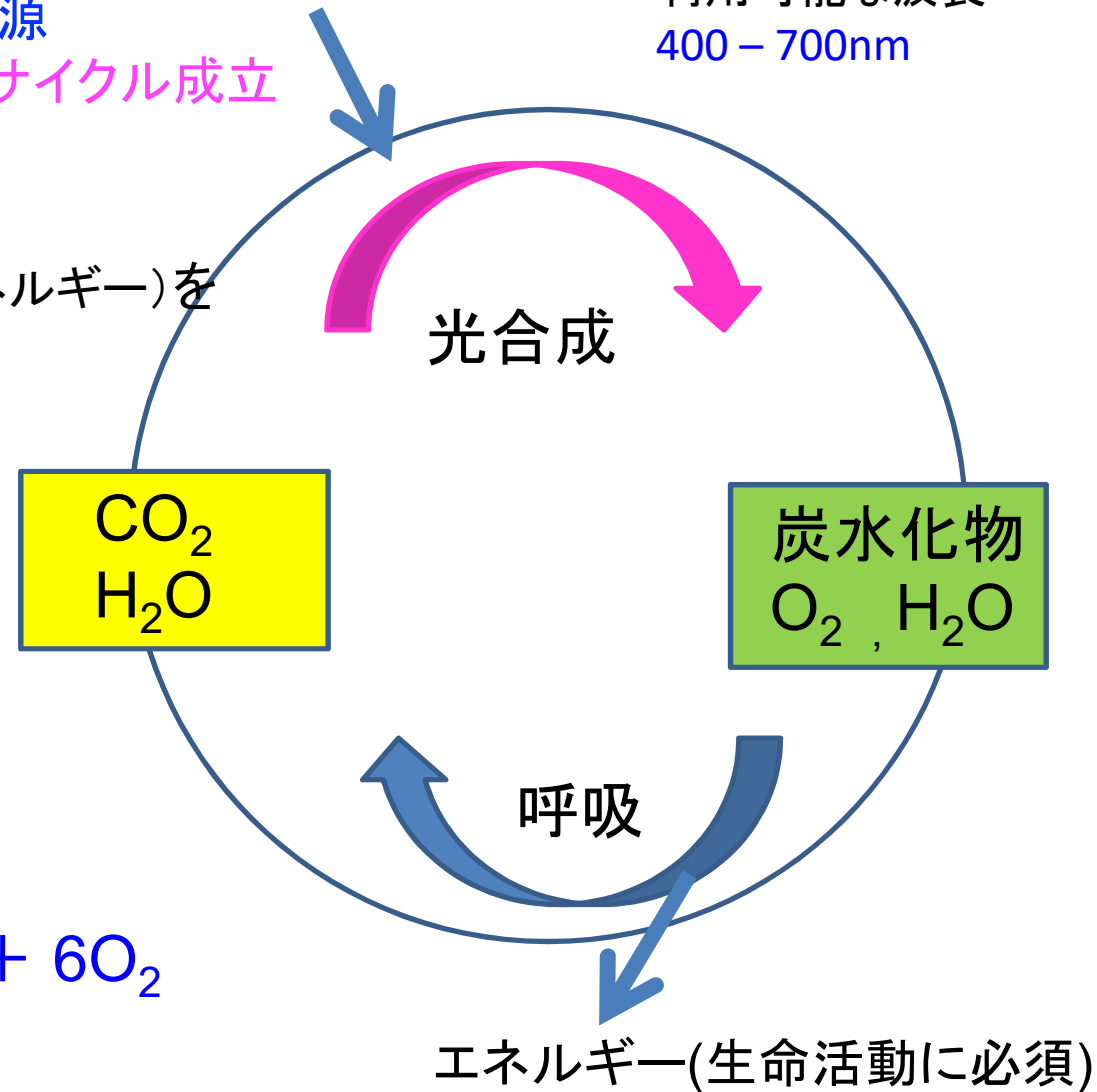 源
400 – 700nm
サイクル成立
ネルギー）を
光合成
CO₂
H₂O
炭水化物
O₂ , H₂O
呼吸
+ 6O₂
エネルギー(生命活動に必須)